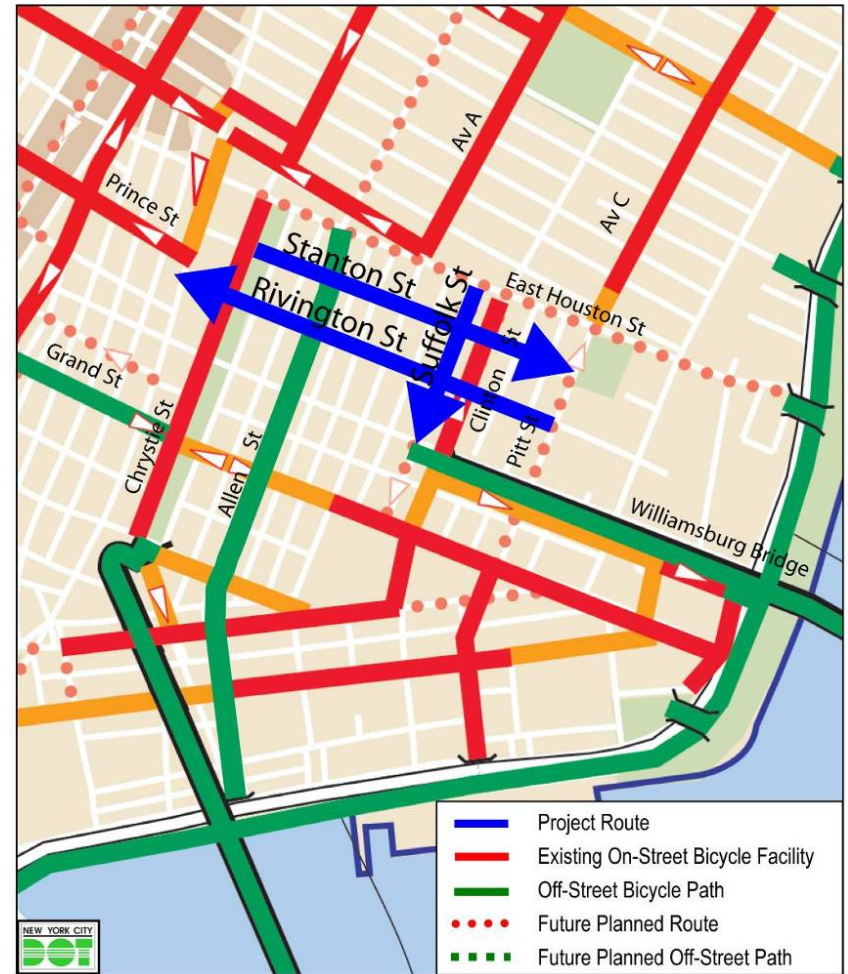 Av A
Prince St
Av C
Stanton St
East Houston St
Rivington St
Suffolk St
Grand St
Clinton St
Chrystie St
Allen St
Pitt St
Williamsburg Bridge
Project Route
Existing On-Street Bicycle Facility
Off-Street Bicycle Path
Future Planned Route
Future Planned Off-Street Path
NEW YORK CITY
DOT